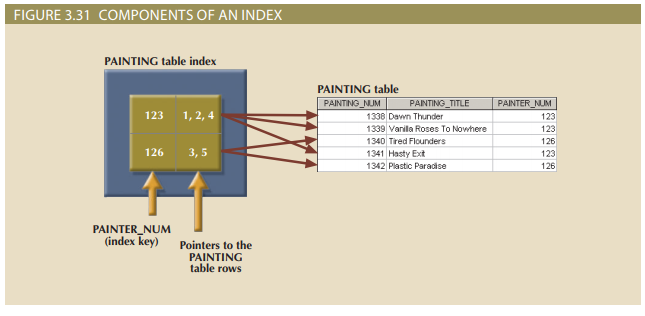 FIGURE 3.31 COMPONENTS OF AN INDEX
PAINTING table index
123 1, 2, 4
126 3, 5
PAINTER_NUM
(index key)
Pointers to the
PAINTING
table rows
PAINTING table
PAINTING_NUM PAINTING_TITLE PAINTER_NUM
1338 Dawn Thunder 123
1339 Vanilla Roses To Nowhere 123
1340 Tired Flounders 126
1341 Hasty Exit 123
1342 Plastic Paradise 126